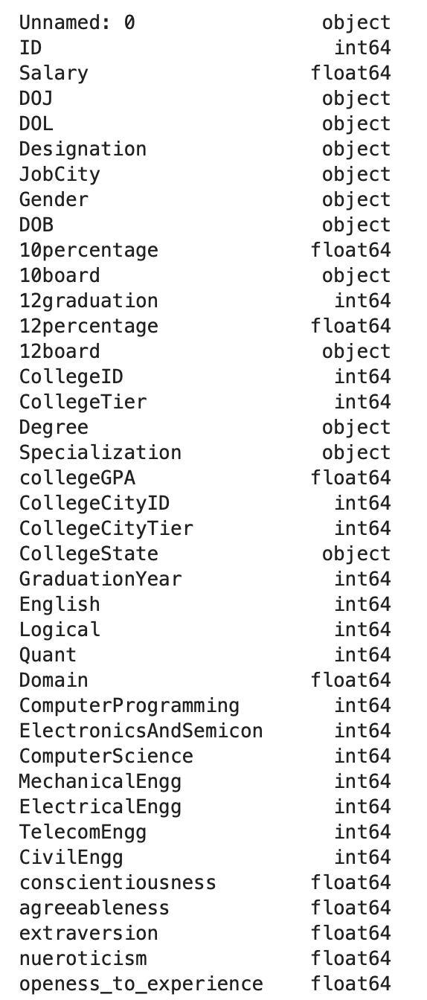 Unnamed: 0 object
ID int64
Salary float64
DOJ object
DOL object
Designation object
JobCity object
Gender object
DOB object
10percentage float64
10board object
12graduation int64
12percentage float64
12board object
CollegeID int64
CollegeTier int64
Degree object
Specialization object
collegeGPA float64
CollegeCityID int64
CollegeCityTier int64
CollegeState object
GraduationYear int64
English int64
Logical int64
Quant int64
Domain float64
ComputerProgramming int64
ElectronicsAndSemicon int64
ComputerScience int64
MechanicalEngg int64
ElectricalEngg int64
TelecomEngg int64
CivilEngg int64
conscientiousness float64
agreeableness float64
extraversion float64
nueroticism float64
openess_to_experience float64